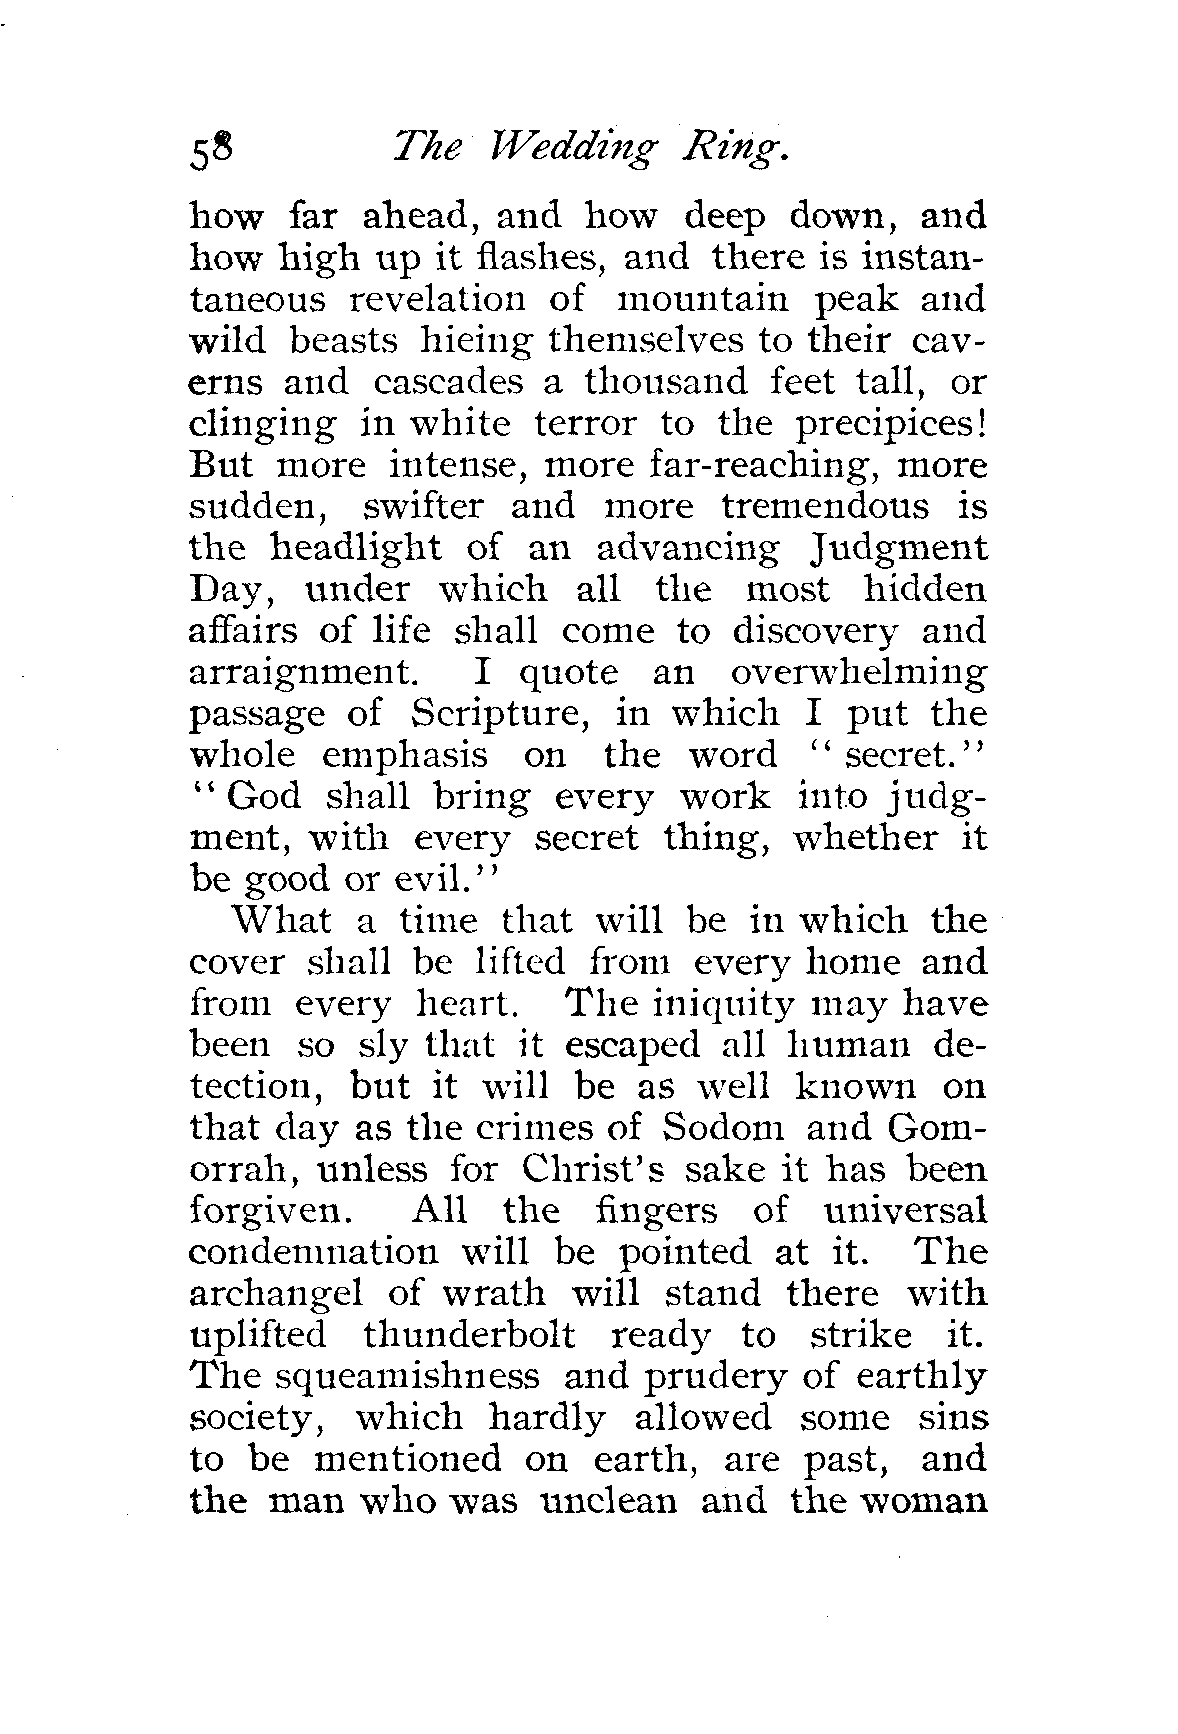 58 The Wedding Ring.
how far ahead, and how deep down, and
how high up it flashes, and there is instan-
taneous revelation of mountain peak and
wild beasts hieing themselves to their cav-
erns and cascades a thousand feet tall, or
clinging in white terror to the precipices!
But more intense, more far-reaching, more
sudden, swifter and more tremendous is
the headlight of an advancing Judgment
Day, under which all the most hidden
affairs of life shall come to discovery and
arraignment. I quote an overwhelming
passage of Scripture, in which I put the
whole emphasis on the word “ secret.”
“ God shall bring every work into judg-
ment, with every secret thing, whether it
be good or evil.”
What a time that will be in which the
cover shall be lifted from every home and
from every heart. The iniquity may have
been so sly that it escaped all human de-
tection, but it will be as well known on
that day as the crimes of Sodom and Gom-
orrah, unless for Christ’s sake it has been
forgiven. All the fingers of universal
condemnation will be pointed at it. The
archangel of wrath will stand there with
uplifted thunderbolt ready to strike it.
The squeamishness and prudery of earthly
society, which hardly allowed some sins
to be mentioned on earth, are past, and
the man who was unclean and the woman